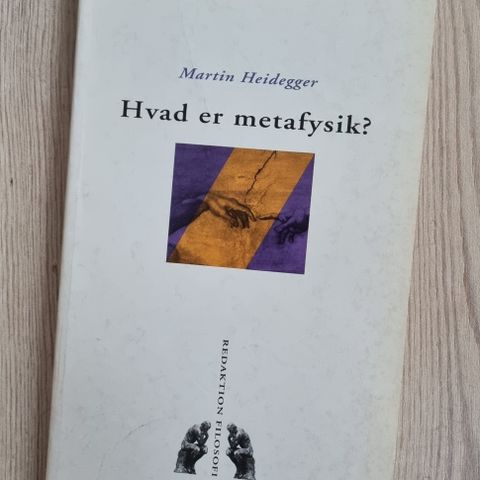 Martin Heidegger
Hvad er metafysik?
REDAKTION FILOSOFI